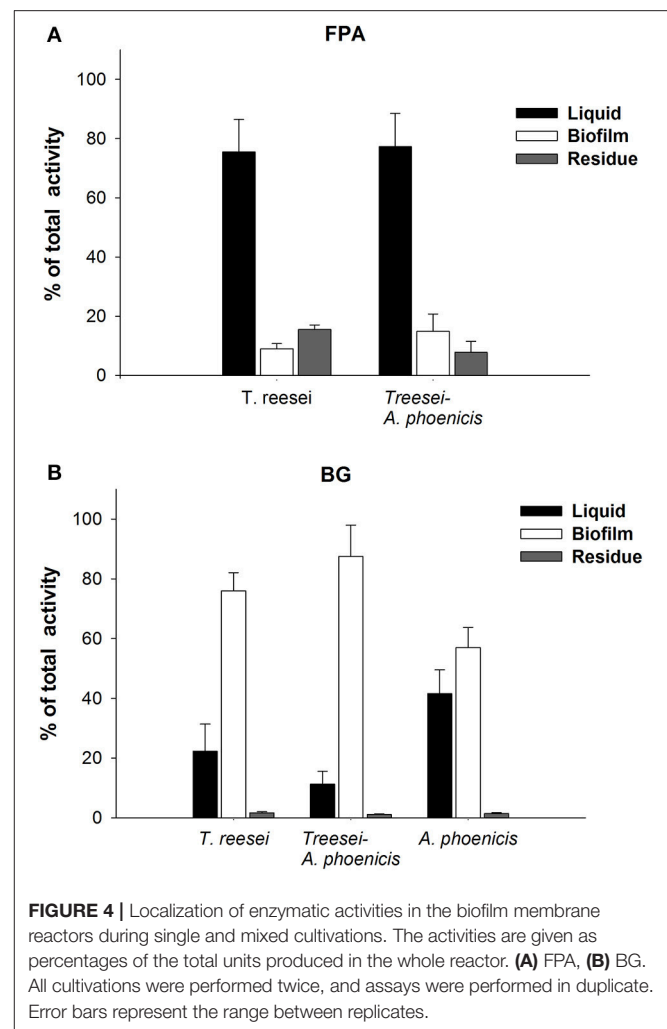 A
FPA
100
80
60
40
20
0
% of total activity
Liquid
Biofilm
Residue
T. reesei
Treesei-
A. phoenicis
B
BG
100
80
60
40
20
0
% of total activity
Liquid
Biofilm
Residue
T. reesei
Treesei-
A. phoenicis
A. phoenicis
FIGURE 4 | Localization of enzymatic activities in the biofilm membrane
reactors during single and mixed cultivations. The activities are given as
percentages of the total units produced in the whole reactor. (A) FPA, (B) BG.
All cultivations were performed twice, and assays were performed in duplicate.
Error bars represent the range between replicates.